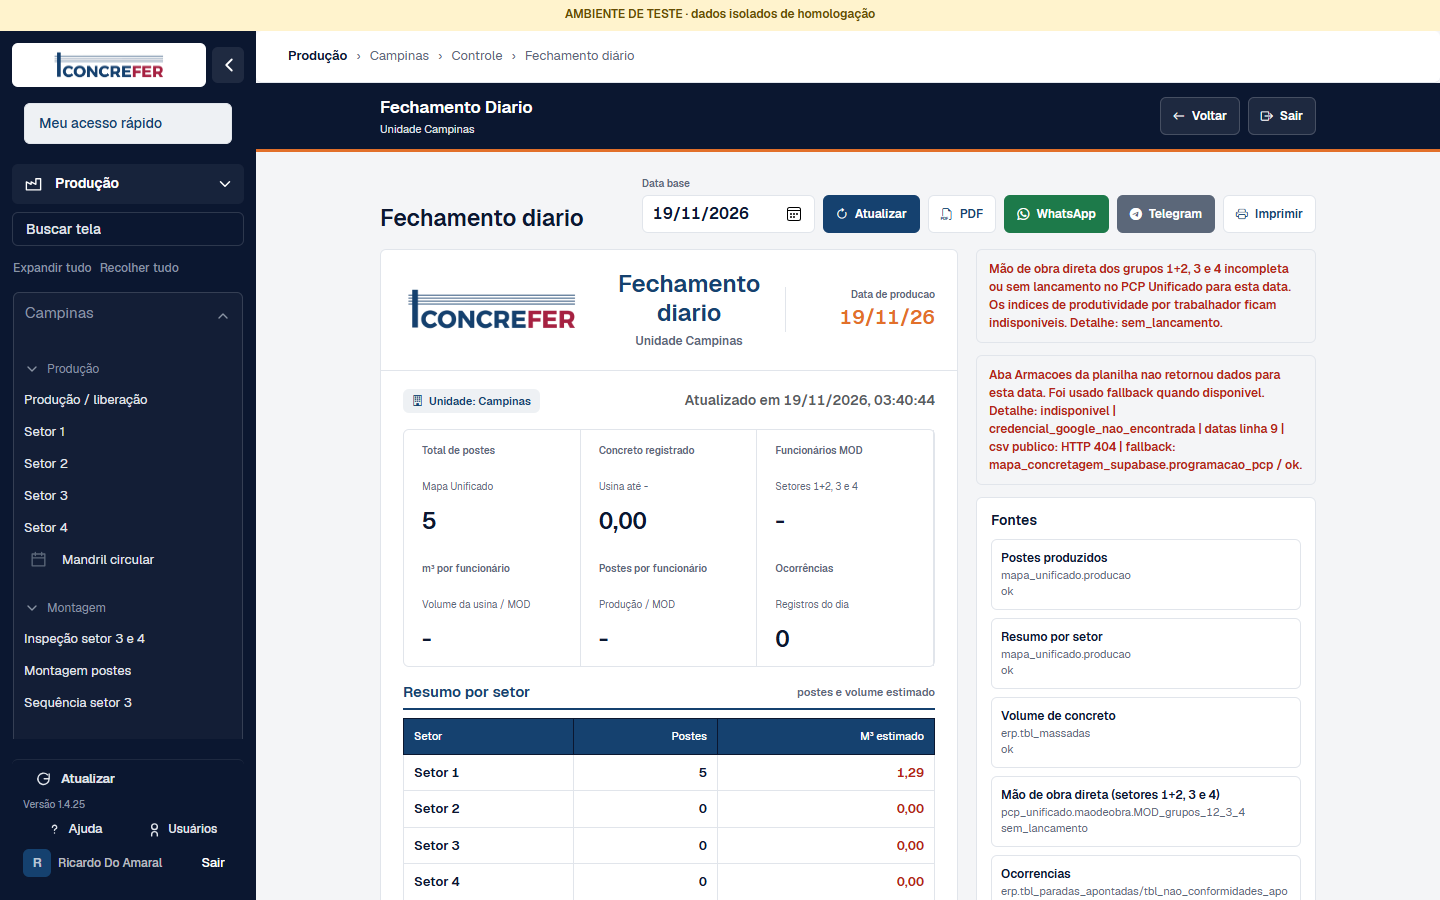 AMBIENTE DE TESTE · dados isolados de homologação
CONCREFER
Meu acesso rápido
Produção
Buscar tela
Expandir tudo Recolher tudo
Campinas
Produção
Produção / liberação
Setor 1
Setor 2
Setor 3
Setor 4
Mandril circular
Montagem
Inspeção setor 3 e 4
Montagem postes
Sequência setor 3
Atualizar
Versão 1.4.25
? Ajuda
Usuários
R Ricardo Do Amaral
Sair
Produção › Campinas › Controle › Fechamento diário
Fechamento Diario
Unidade Campinas
Voltar
Sair
Fechamento diario
Data base
19/11/2026
Atualizar
PDF
WhatsApp
Telegram
Imprimir
CONCREFER
Fechamento
diario
Unidade Campinas
Data de producao
19/11/26
Unidade: Campinas
Atualizado em 19/11/2026, 03:40:44
Total de postes
Mapa Unificado
5
Concreto registrado
Usina até -
0,00
Funcionários MOD
Setores 1+2, 3 e 4
-
m³ por funcionário
Volume da usina / MOD
-
Postes por funcionário
Produção / MOD
-
Ocorrências
Registros do dia
0
Resumo por setor
postes e volume estimado
Setor Postes M³ estimado
Setor 1 5 1,29
Setor 2 0 0,00
Setor 3 0 0,00
Setor 4 0 0,00
Mão de obra direta dos grupos 1+2, 3 e 4 incompleta
ou sem lancamento no PCP Unificado para esta data.
Os indices de produtividade por trabalhador ficam
indisponiveis. Detalhe: sem_lancamento.
Aba Armacoes da planilha nao retornou dados para
esta data. Foi usado fallback quando disponivel.
Detalhe: indisponivel |
credencial_google_nao_encontrada | datas linha 9 |
csv publico: HTTP 404 | fallback:
mapa_concretagem_supabase.programacao_pcp / ok.
Fontes
Postes produzidos
mapa_unificado.producao
ok
Resumo por setor
mapa_unificado.producao
ok
Volume de concreto
erp.tbl_massadas
ok
Mão de obra direta (setores 1+2, 3 e 4)
pcp_unificado.maodeobra.MOD_grupos_12_3_4
sem_lancamento
Ocorrencias
erp.tbl_paradas_apontadas/tbl_nao_conformidades_apo